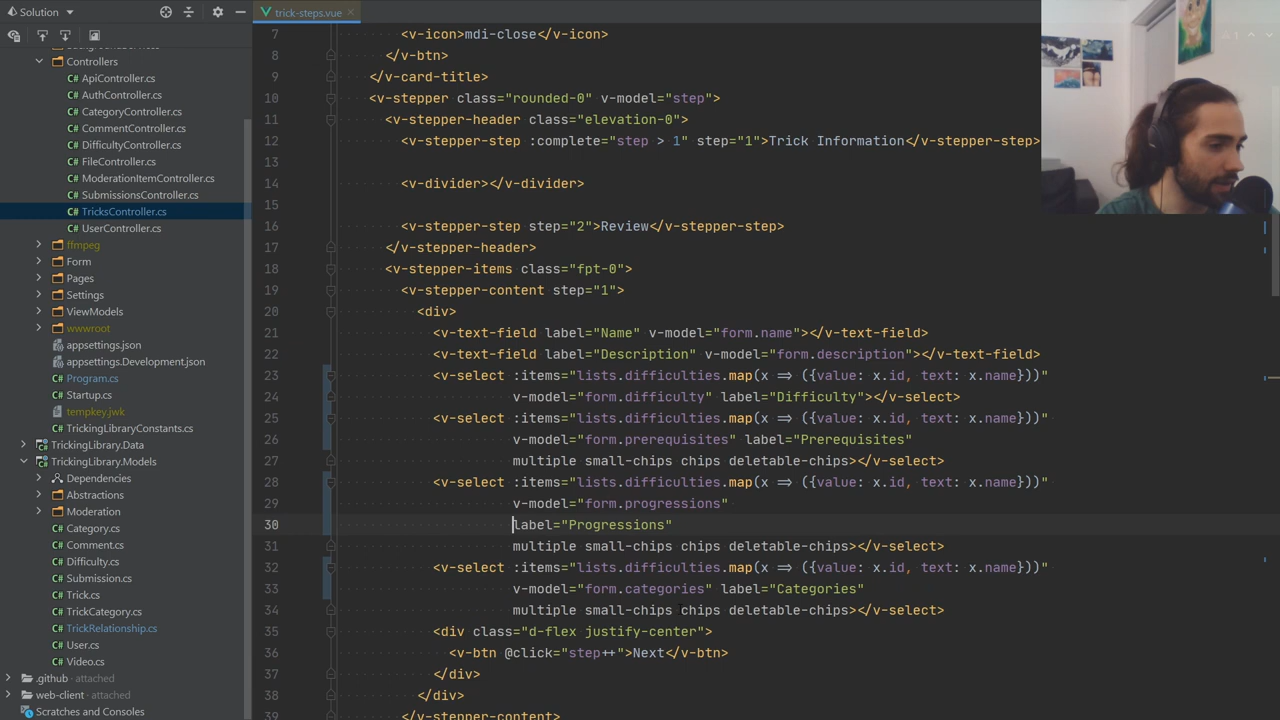 Solution
trick-steps.vue
Controllers
ApiController.cs
AuthController.cs
CategoryController.cs
CommentController.cs
DifficultyController.cs
FileController.cs
ModerationItemController.cs
SubmissionsController.cs
TricksController.cs
UserController.cs
ffmpeg
Form
Pages
Settings
ViewModels
wwwroot
appsettings.json
appsettings.Development.json
Program.cs
Startup.cs
tempkey.jwk
TrickingLibraryConstants.cs
TrickingLibrary.Data
TrickingLibrary.Models
Dependencies
Abstractions
Moderation
Category.cs
Comment.cs
Difficulty.cs
Submission.cs
Trick.cs
TrickCategory.cs
TrickRelationship.cs
User.cs
Video.cs
.github attached
web-client attached
Scratches and Consoles
7 <v-icon>mdi-close</v-icon>
8 </v-btn>
9 </v-card-title>
10 <v-stepper class="rounded-0" v-model="step">
11 <v-stepper-header class="elevation-0">
12 <v-stepper-step :complete="step > 1" step="1">Trick Information</v-stepper-step>
13
14 <v-divider></v-divider>
15
16 <v-stepper-step step="2">Review</v-stepper-step>
17 </v-stepper-header>
18 <v-stepper-items class="fpt-0">
19 <v-stepper-content step="1">
20 <div>
21 <v-text-field label="Name" v-model="form.name"></v-text-field>
22 <v-text-field label="Description" v-model="form.description"></v-text-field>
23 <v-select :items="lists.difficulties.map(x => ({value: x.id, text: x.name}))"
24 v-model="form.difficulty" label="Difficulty"></v-select>
25 <v-select :items="lists.difficulties.map(x => ({value: x.id, text: x.name}))"
26 v-model="form.prerequisites" label="Prerequisites"
27 multiple small-chips chips deletable-chips></v-select>
28 <v-select :items="lists.difficulties.map(x => ({value: x.id, text: x.name}))"
29 v-model="form.progressions"
30 label="Progressions"
31 multiple small-chips chips deletable-chips></v-select>
32 <v-select :items="lists.difficulties.map(x => ({value: x.id, text: x.name}))"
33 v-model="form.categories" label="Categories"
34 multiple small-chips chips deletable-chips></v-select>
35 <div class="d-flex justify-center">
36 <v-btn @click="step++">Next</v-btn>
37 </div>
38 </div>
39 </v-stepper-content>